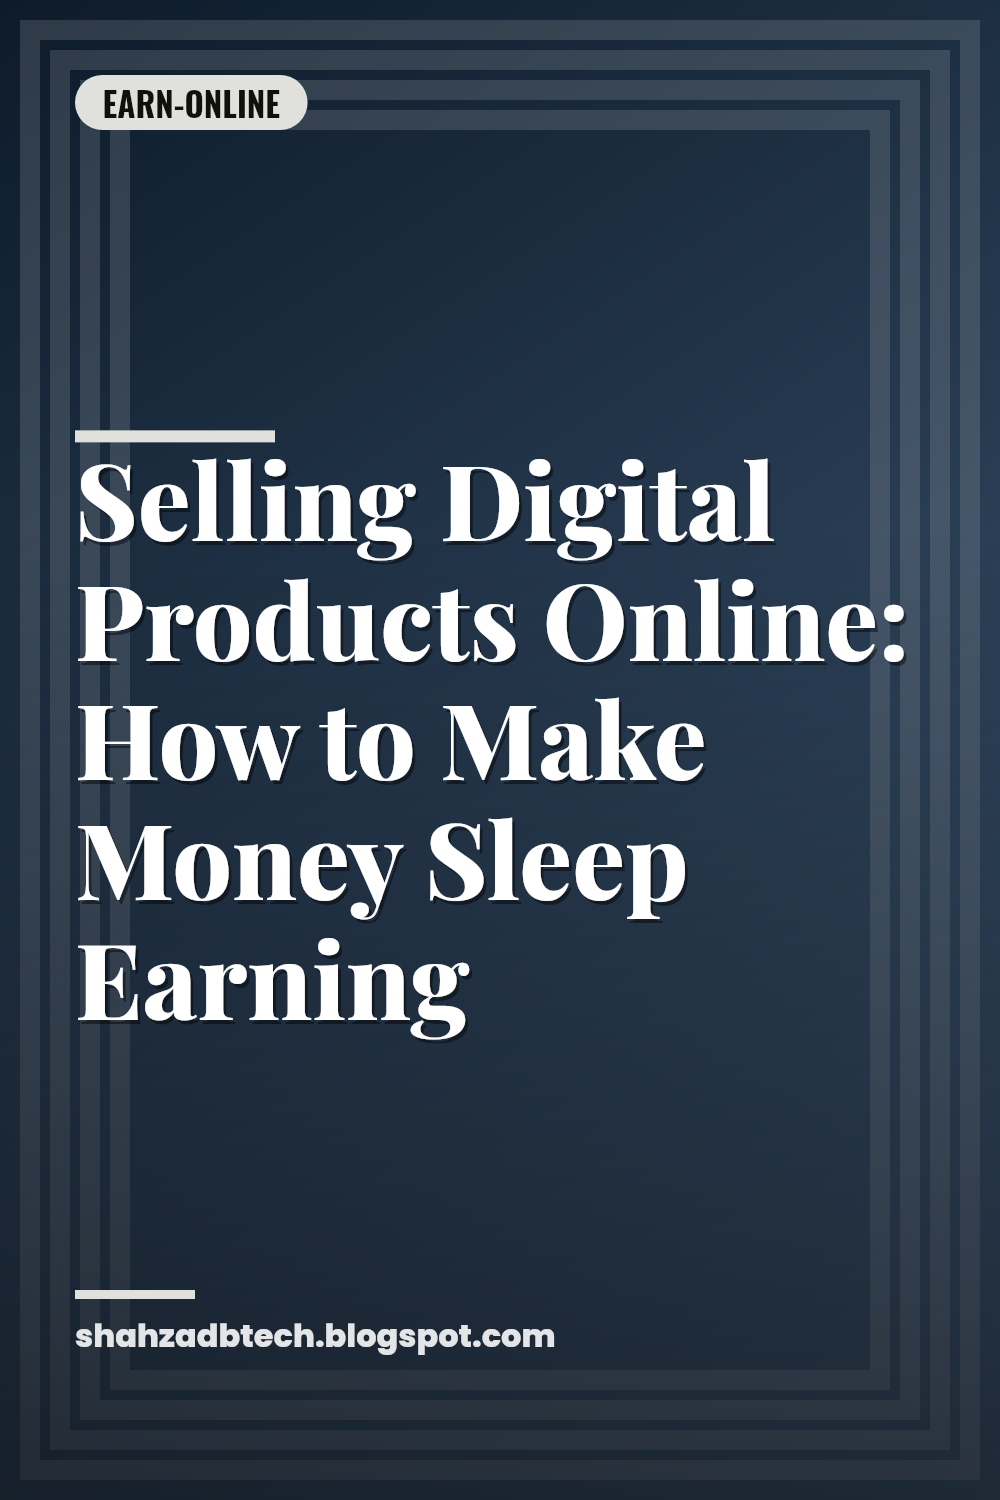 EARN-ONLINE
Selling Digital
Products Online:
How to Make
Money Sleep
Earning
shahzadbtech.blogspot.com